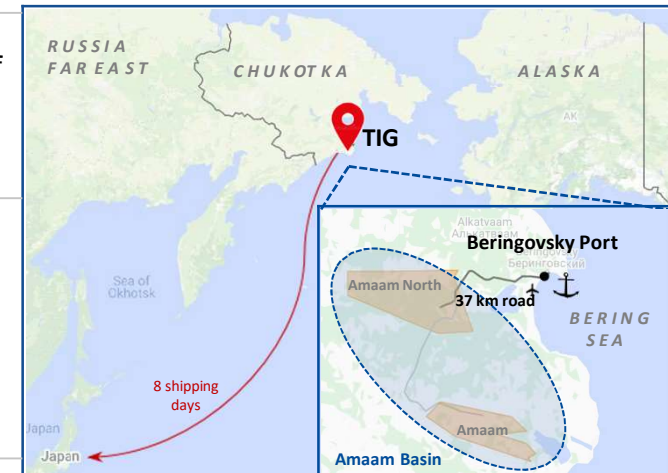 RUSSIA
FAR EAST
CHUKOTKA
ALASKA
AK
TIG
Sea of
Okhotsk
8 shipping
days
Japan
Japan
Alkatvaam
Алькатваам
Beringovsky Port
Беринговский
Amaam North
37 km road
BERING
SEA
Amaam
Amaam Basin